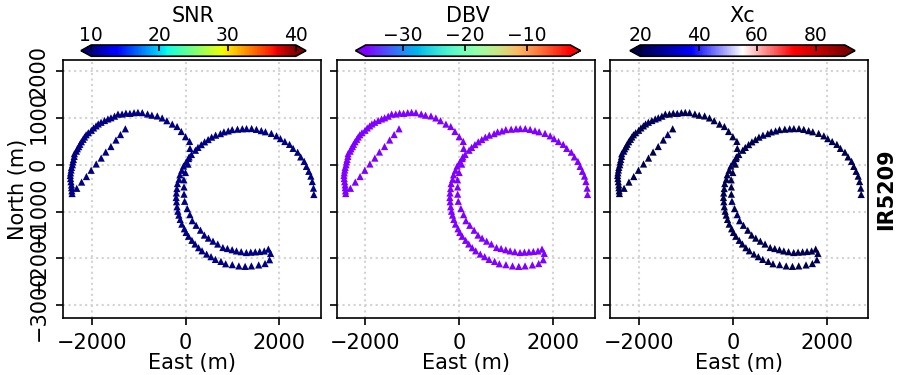 SNR DBV Xc
10 20 30 40 −30 −20 −10 20 40 60 80
2000
1000
0
−1000
−2000
−3000
North (m)
−2000 0 2000 −2000 0 2000 −2000 0 2000
East (m) East (m) East (m)
IR5209